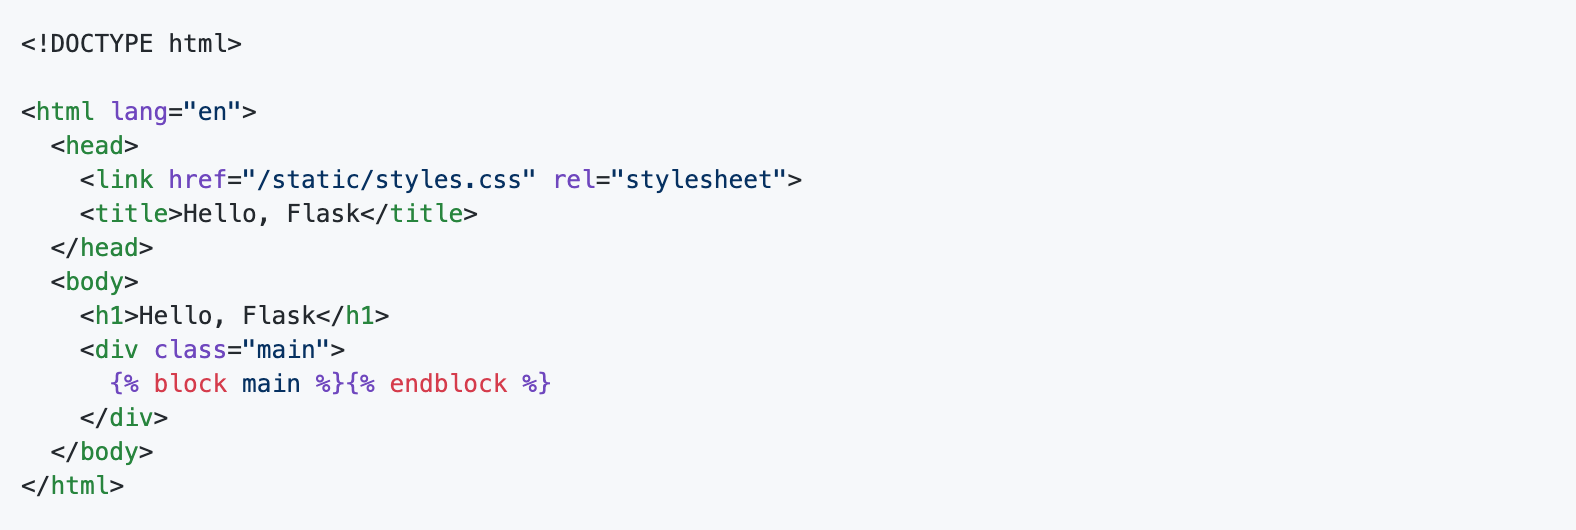 <!DOCTYPE html>

<html lang="en">
  <head>
    <link href="/static/styles.css" rel="stylesheet">
    <title>Hello, Flask</title>
  </head>
  <body>
    <h1>Hello, Flask</h1>
    <div class="main">
      {% block main %}{% endblock %}
    </div>
  </body>
</html>